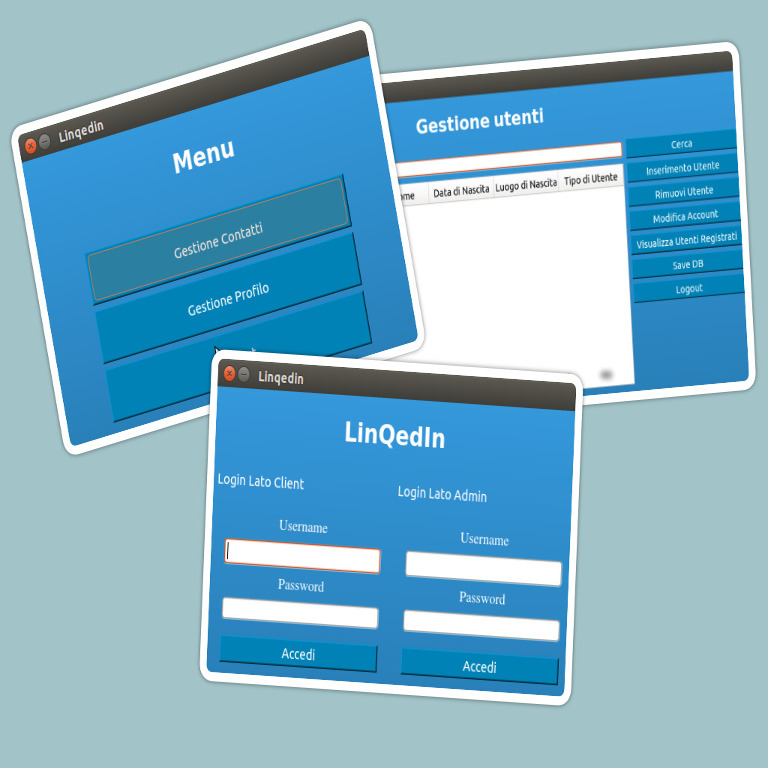 Linqedin
Menu
Gestione Contatti
Gestione Profilo
Gestione utenti
Data di Nascita Luogo di Nascita Tipo di Utente
Cerca
Inserimento Utente
Rimuovi Utente
Modifica Account
Visualizza Utenti Registrati
Save DB
Logout
Linqedin
LinQedIn
Login Lato Client
Login Lato Admin
Username
Username
Password
Password
Accedi
Accedi